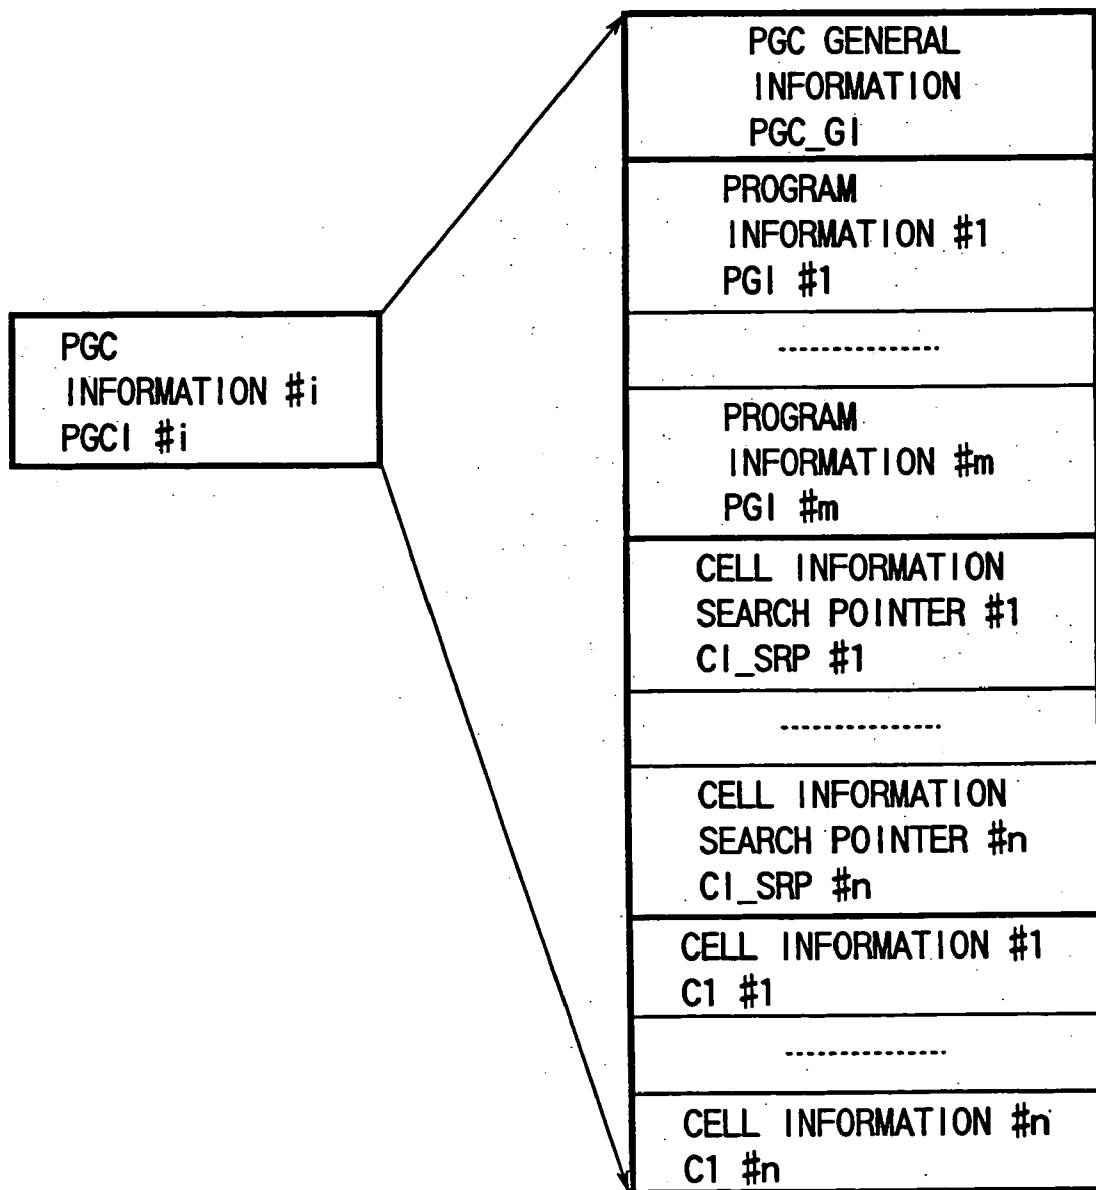 PGC GENERAL
INFORMATION
PGC_GI
PROGRAM
INFORMATION #1
PGI #1
---------------
PGC
INFORMATION #i
PGCI #i
PROGRAM
INFORMATION #m
PGI #m
CELL INFORMATION
SEARCH POINTER #1
CI_SRP #1
---------------
CELL INFORMATION
SEARCH POINTER #n
CI_SRP #n
CELL INFORMATION #1
C1 #1
---------------
CELL INFORMATION #n
C1 #n